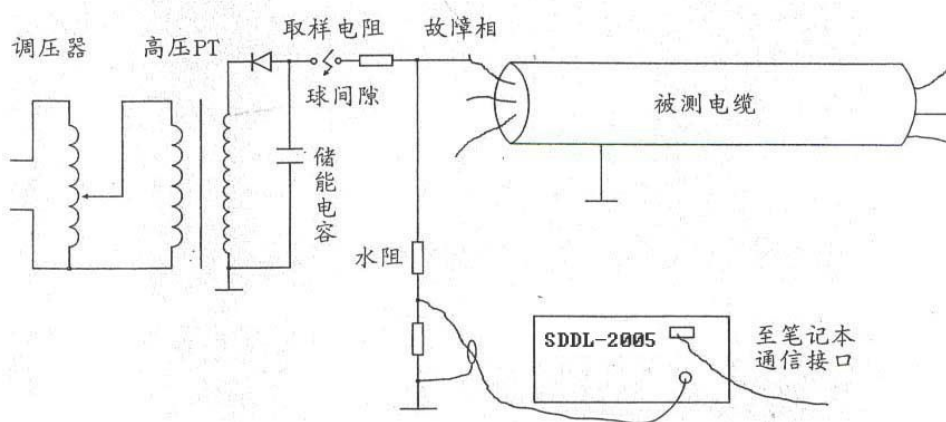 调压器
高压PT
取样电阻
故障相
球间隙
被测电缆
储能电容
水阻
SDDL-2005
至笔记本
通信接口